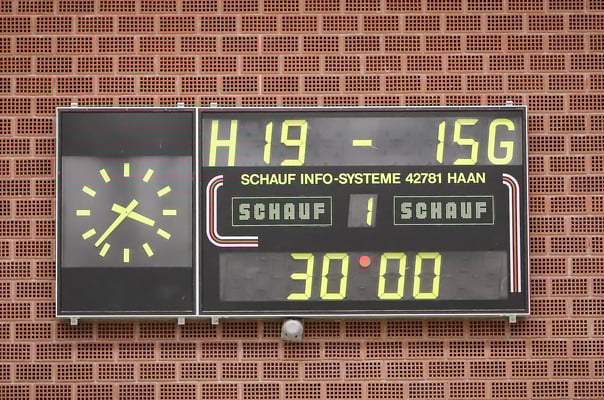 H 19 - 15 G
SCHAUF INFO-SYSTEME 42781 HAAN
SCHAUF 1 SCHAUF
30:00